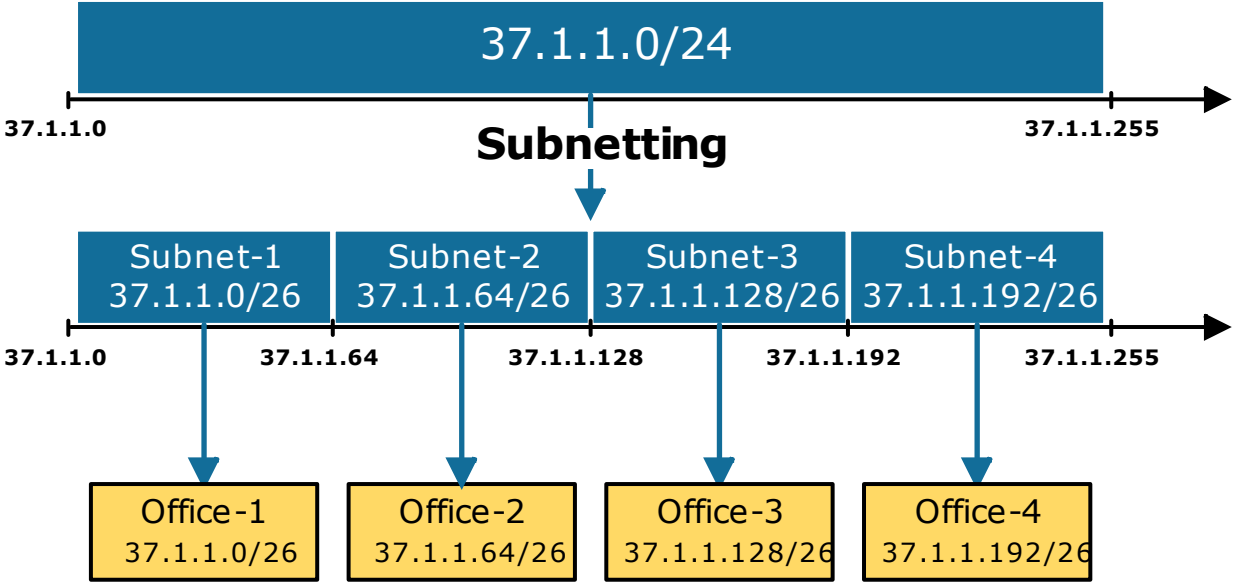 37.1.1.0/24
37.1.1.0
37.1.1.255
Subnetting
Subnet-1
37.1.1.0/26
Subnet-2
37.1.1.64/26
Subnet-3
37.1.1.128/26
Subnet-4
37.1.1.192/26
37.1.1.0
37.1.1.64
37.1.1.128
37.1.1.192
37.1.1.255
Office-1
37.1.1.0/26
Office-2
37.1.1.64/26
Office-3
37.1.1.128/26
Office-4
37.1.1.192/26